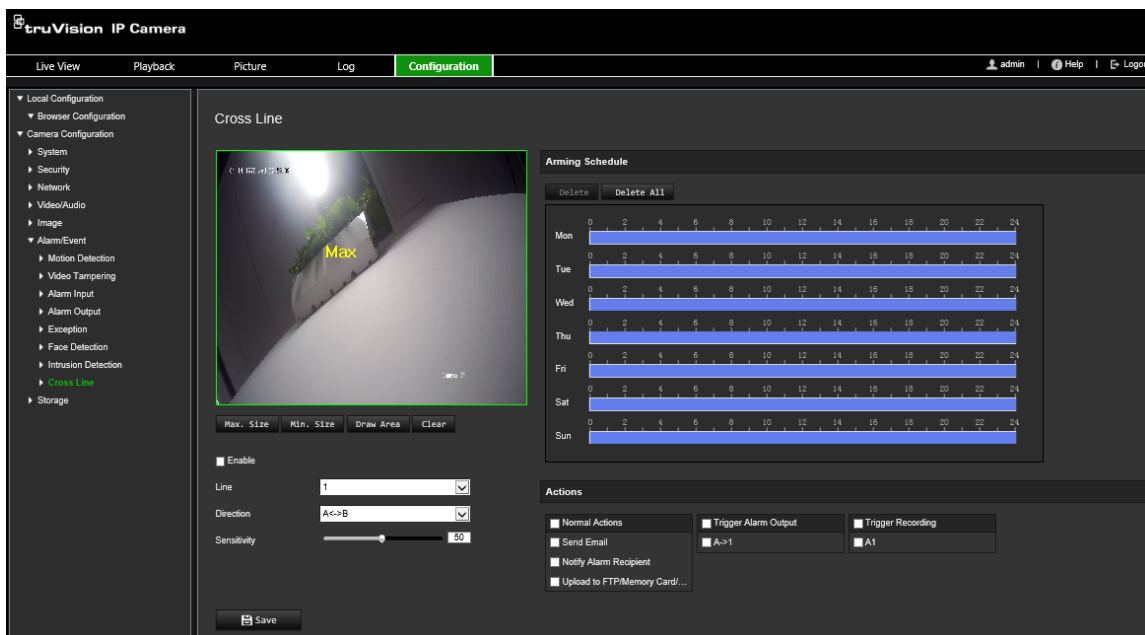 truVision IP Camera
Live View Playback Picture Log Configuration admin | Help | Logou
Local Configuration
Browser Configuration
Camera Configuration
System
Security
Network
Video/Audio
Image
Alarm/Event
Motion Detection
Video Tampering
Alarm Input
Alarm Output
Exception
Face Detection
Intrusion Detection
Cross Line
Storage
Cross Line
Max
Max. Size Min. Size Draw Area Clear
Enable
Line 1
Direction A<->B
Sensitivity 50
Save
Arming Schedule
Delete Delete All
0 2 4 6 8 10 12 14 16 18 20 22 24
Mon
0 2 4 6 8 10 12 14 16 18 20 22 24
Tue
0 2 4 6 8 10 12 14 16 18 20 22 24
Wed
0 2 4 6 8 10 12 14 16 18 20 22 24
Thu
0 2 4 6 8 10 12 14 16 18 20 22 24
Fri
0 2 4 6 8 10 12 14 16 18 20 22 24
Sat
0 2 4 6 8 10 12 14 16 18 20 22 24
Sun
Actions
Normal Actions Trigger Alarm Output Trigger Recording
Send Email A->1 A1
Notify Alarm Recipient
Upload to FTP/Memory Card/...